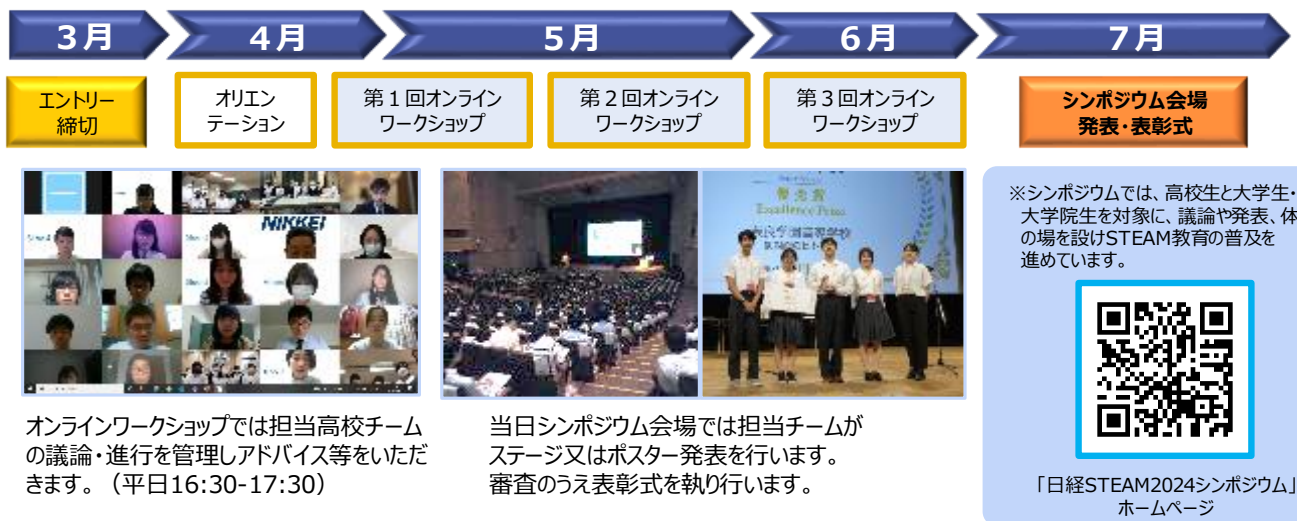 3月
4月
5月
6月
7月
エントリー
締切
オリエン
テーション
第1回オンライン
ワークショップ
第2回オンライン
ワークショップ
第3回オンライン
ワークショップ
シンポジウム会場
発表・表彰式
NIKKEI
優秀賞
Excellence Prize
オンラインワークショップでは担当高校チーム
の議論・進行を管理しアドバイス等をいただ
きます。（平日16:30-17:30）
当日シンポジウム会場では担当チームが
ステージ又はポスター発表を行います。
審査のうえ表彰式を執り行います。
※シンポジウムでは、高校生と大学生・
大学院生を対象に、議論や発表、体
の場を設けSTEAM教育の普及を
進めています。
「日経STEAM2024シンポジウム」
ホームページ